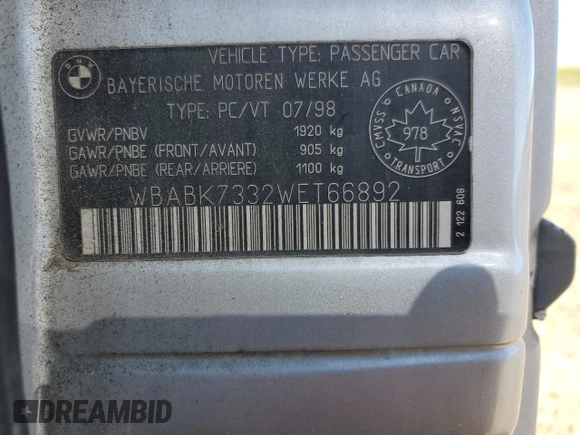 VEHICLE TYPE: PASSENGER CAR
BMW
BAYERISCHE MOTOREN WERKE AG
TYPE: PC/VT 07/98
GVWR/PNBV 1920 kg
GAWR/PNBE (FRONT/AVANT) 905 kg
GAWR/PNBE (REAR/ARRIERE) 1100 kg
CANADA
CMVSS
978
NSVAC
TRANSPORT
WBABK7332WET66892
2 122 608
DREAMBID